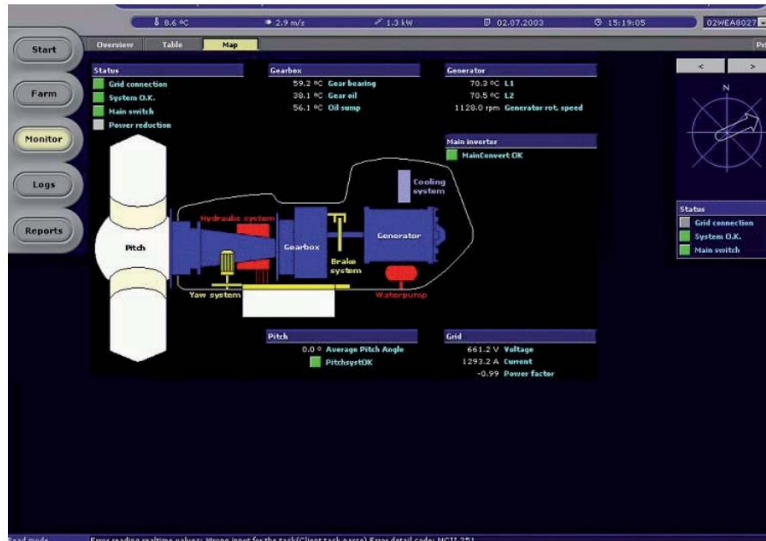 8.6 °C 2.9 m/s 1.3 kW 02.07.2003 15:19:05 02WEA8027
Start
Farm
Monitor
Logs
Reports
Overview Table Map
Status
Grid connection
System O.K.
Main switch
Power reduction
Gearbox
59.2 °C Gear bearing
38.1 °C Gear oil
56.1 °C Oil sump
Generator
70.3 °C L1
70.5 °C L2
1128.0 rpm Generator rot. speed
Main inverter
MainConvert OK
Cooling
system
Hydraulic system
Pitch
Gearbox
Generator
Brake
system
Yaw system
Waterpump
Pitch
0.0 ° Average Pitch Angle
PitchsystOK
Grid
661.2 V Voltage
1293.2 A Current
-0.99 Power factor
< >
N
Status
Grid connection
System O.K.
Main switch